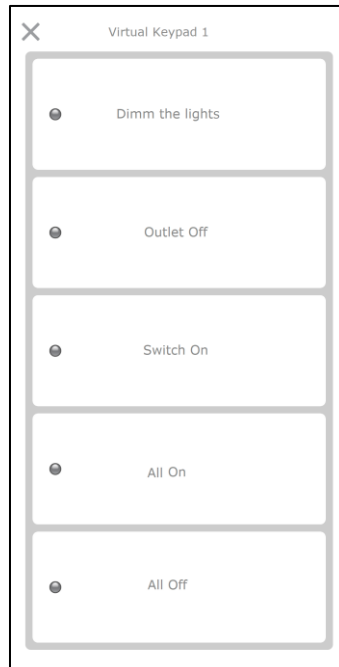 Virtual Keypad 1
Dimm the lights
Outlet Off
Switch On
All On
All Off